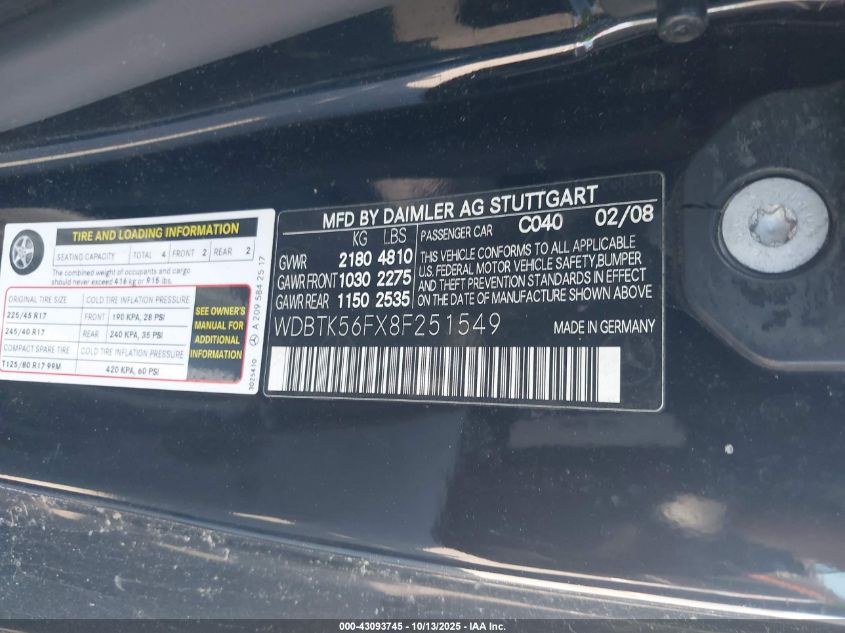 TIRE AND LOADING INFORMATION
SEATING CAPACITY TOTAL 4 FRONT 2 REAR 2
The combined weight of occupants and cargo
should never exceed 416 kg or 915 lbs.
ORIGINAL TIRE SIZE COLD TIRE INFLATION PRESSURE
225/45 R17 FRONT 190 KPA, 28 PSI
245/40 R17 REAR 240 KPA, 35 PSI
COMPACT SPARE TIRE COLD TIRE INFLATION PRESSURE
T125/80 R17 99M 420 KPA, 60 PSI
SEE OWNER'S
MANUAL FOR
ADDITIONAL
INFORMATION
A 209 584 25 17
1025410
MFD BY DAIMLER AG STUTTGART
KG LBS PASSENGER CAR C040 02/08
GVWR 2180 4810
GAWR FRONT 1030 2275
GAWR REAR 1150 2535
THIS VEHICLE CONFORMS TO ALL APPLICABLE
U.S. FEDERAL MOTOR VEHICLE SAFETY,BUMPER
AND THEFT PREVENTION STANDARDS IN EFFECT
ON THE DATE OF MANUFACTURE SHOWN ABOVE.
WDBTK56FX8F251549 MADE IN GERMANY
000-43093745 - 10/13/2025 - IAA Inc.